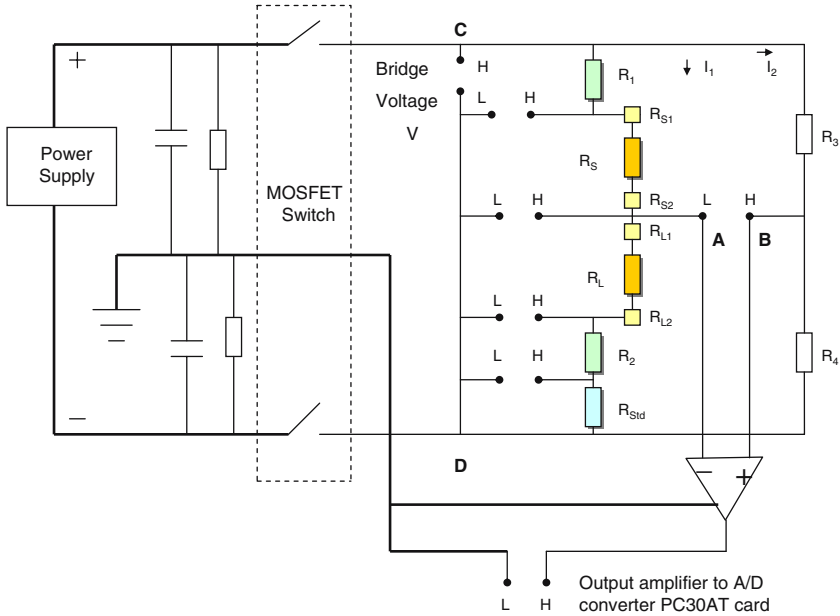 C
+
Bridge
Voltage
V
H
L H
R1
I1 I2
RS1
RS
RS2
R3
Power
Supply
MOSFET
Switch
L H
L H
A B
RL1
RL
RL2
L H
R2
L H
R4
RStd
−
D
− +
L H
Output amplifier to A/D
converter PC30AT card